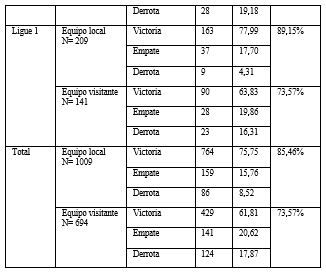 Derrota 28 19,18
Ligue 1 Equipo local Victoria 163 77,99 89,15%
N= 209
Empate 37 17,70
Derrota 9 4,31
Equipo visitante Victoria 90 63,83 73,57%
N= 141
Empate 28 19,86
Derrota 23 16,31
Total Equipo local Victoria 764 75,75 85,46%
N= 1009
Empate 159 15,76
Derrota 86 8,52
Equipo visitante Victoria 429 61,81 73,57%
N= 694
Empate 141 20,62
Derrota 124 17,87